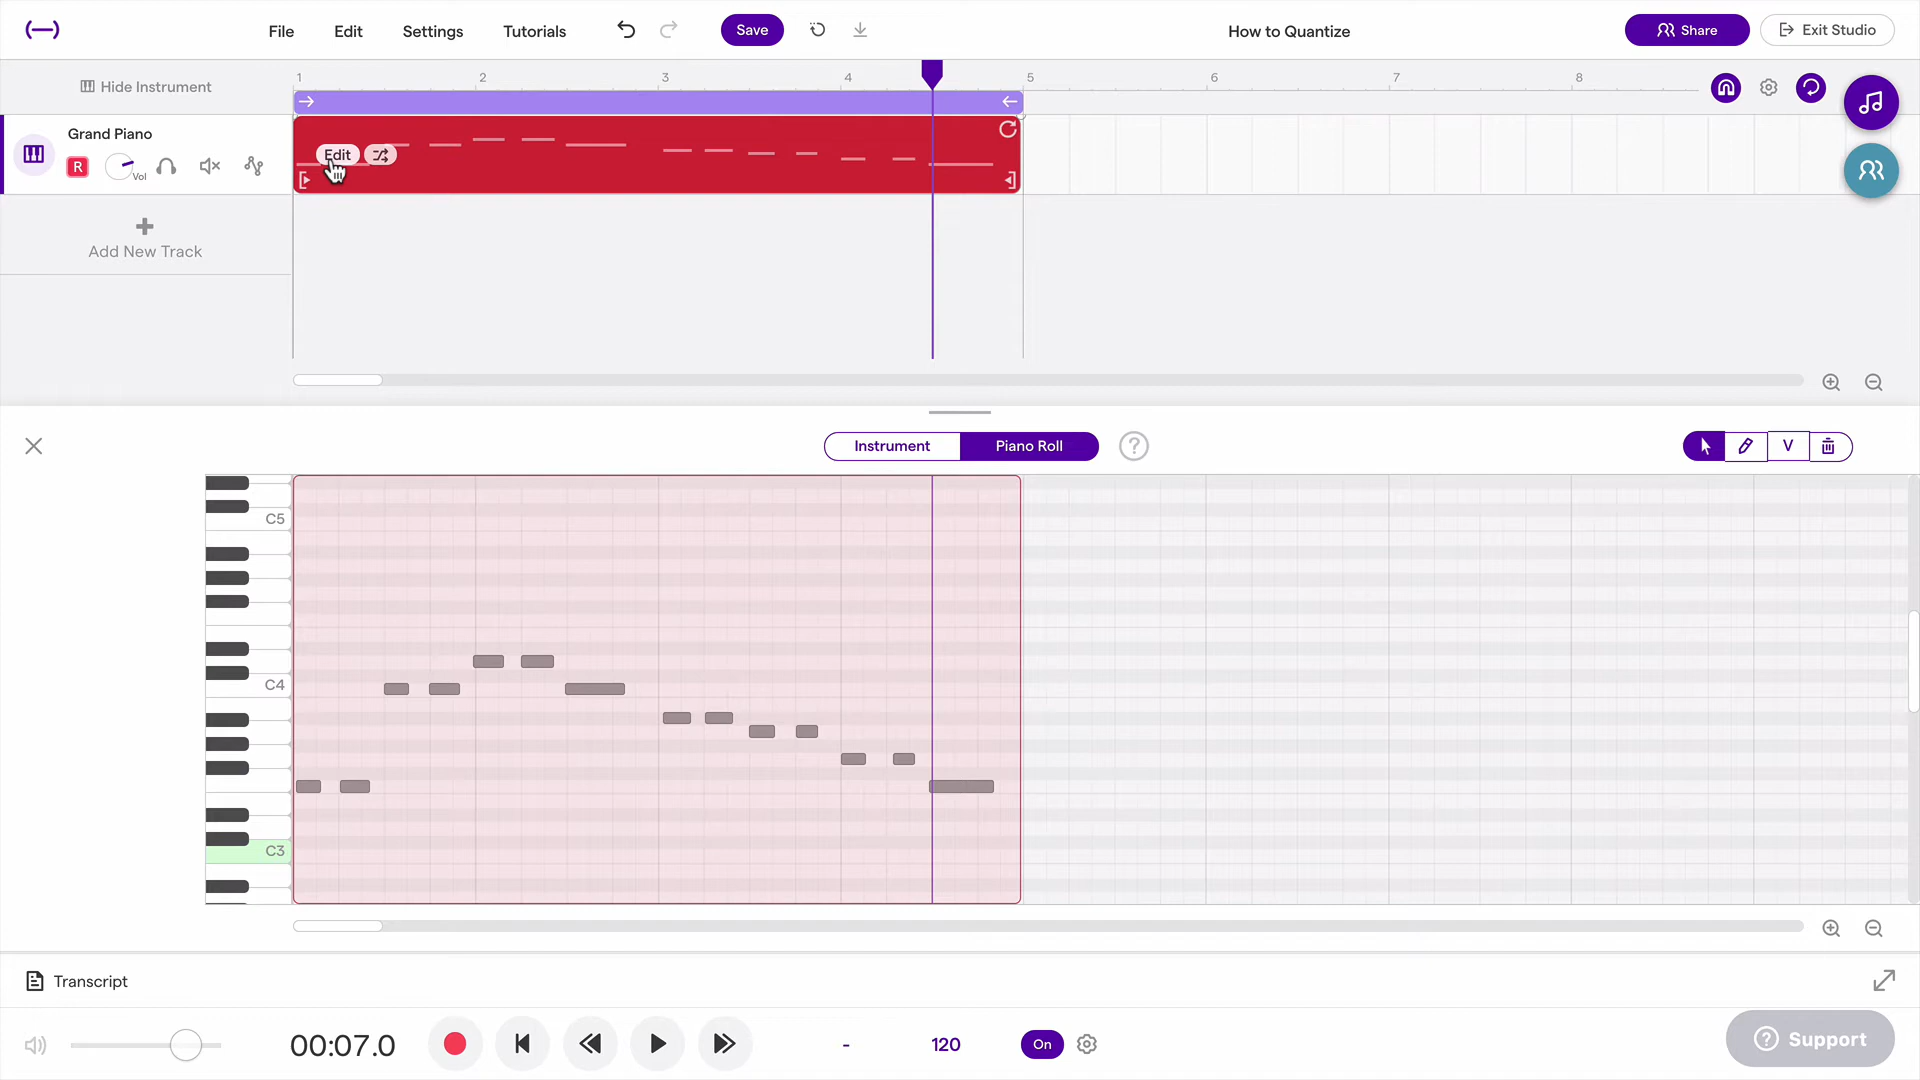 File
Edit
Settings
Tutorials
Save
How to Quantize
Share
Exit Studio
Hide Instrument
1 2 3 4 5 6 7 8
Grand Piano
R
Vol
Edit
Add New Track
Instrument
Piano Roll
?
V
C5
C4
C3
Transcript
00:07.0
-
120
On
? Support